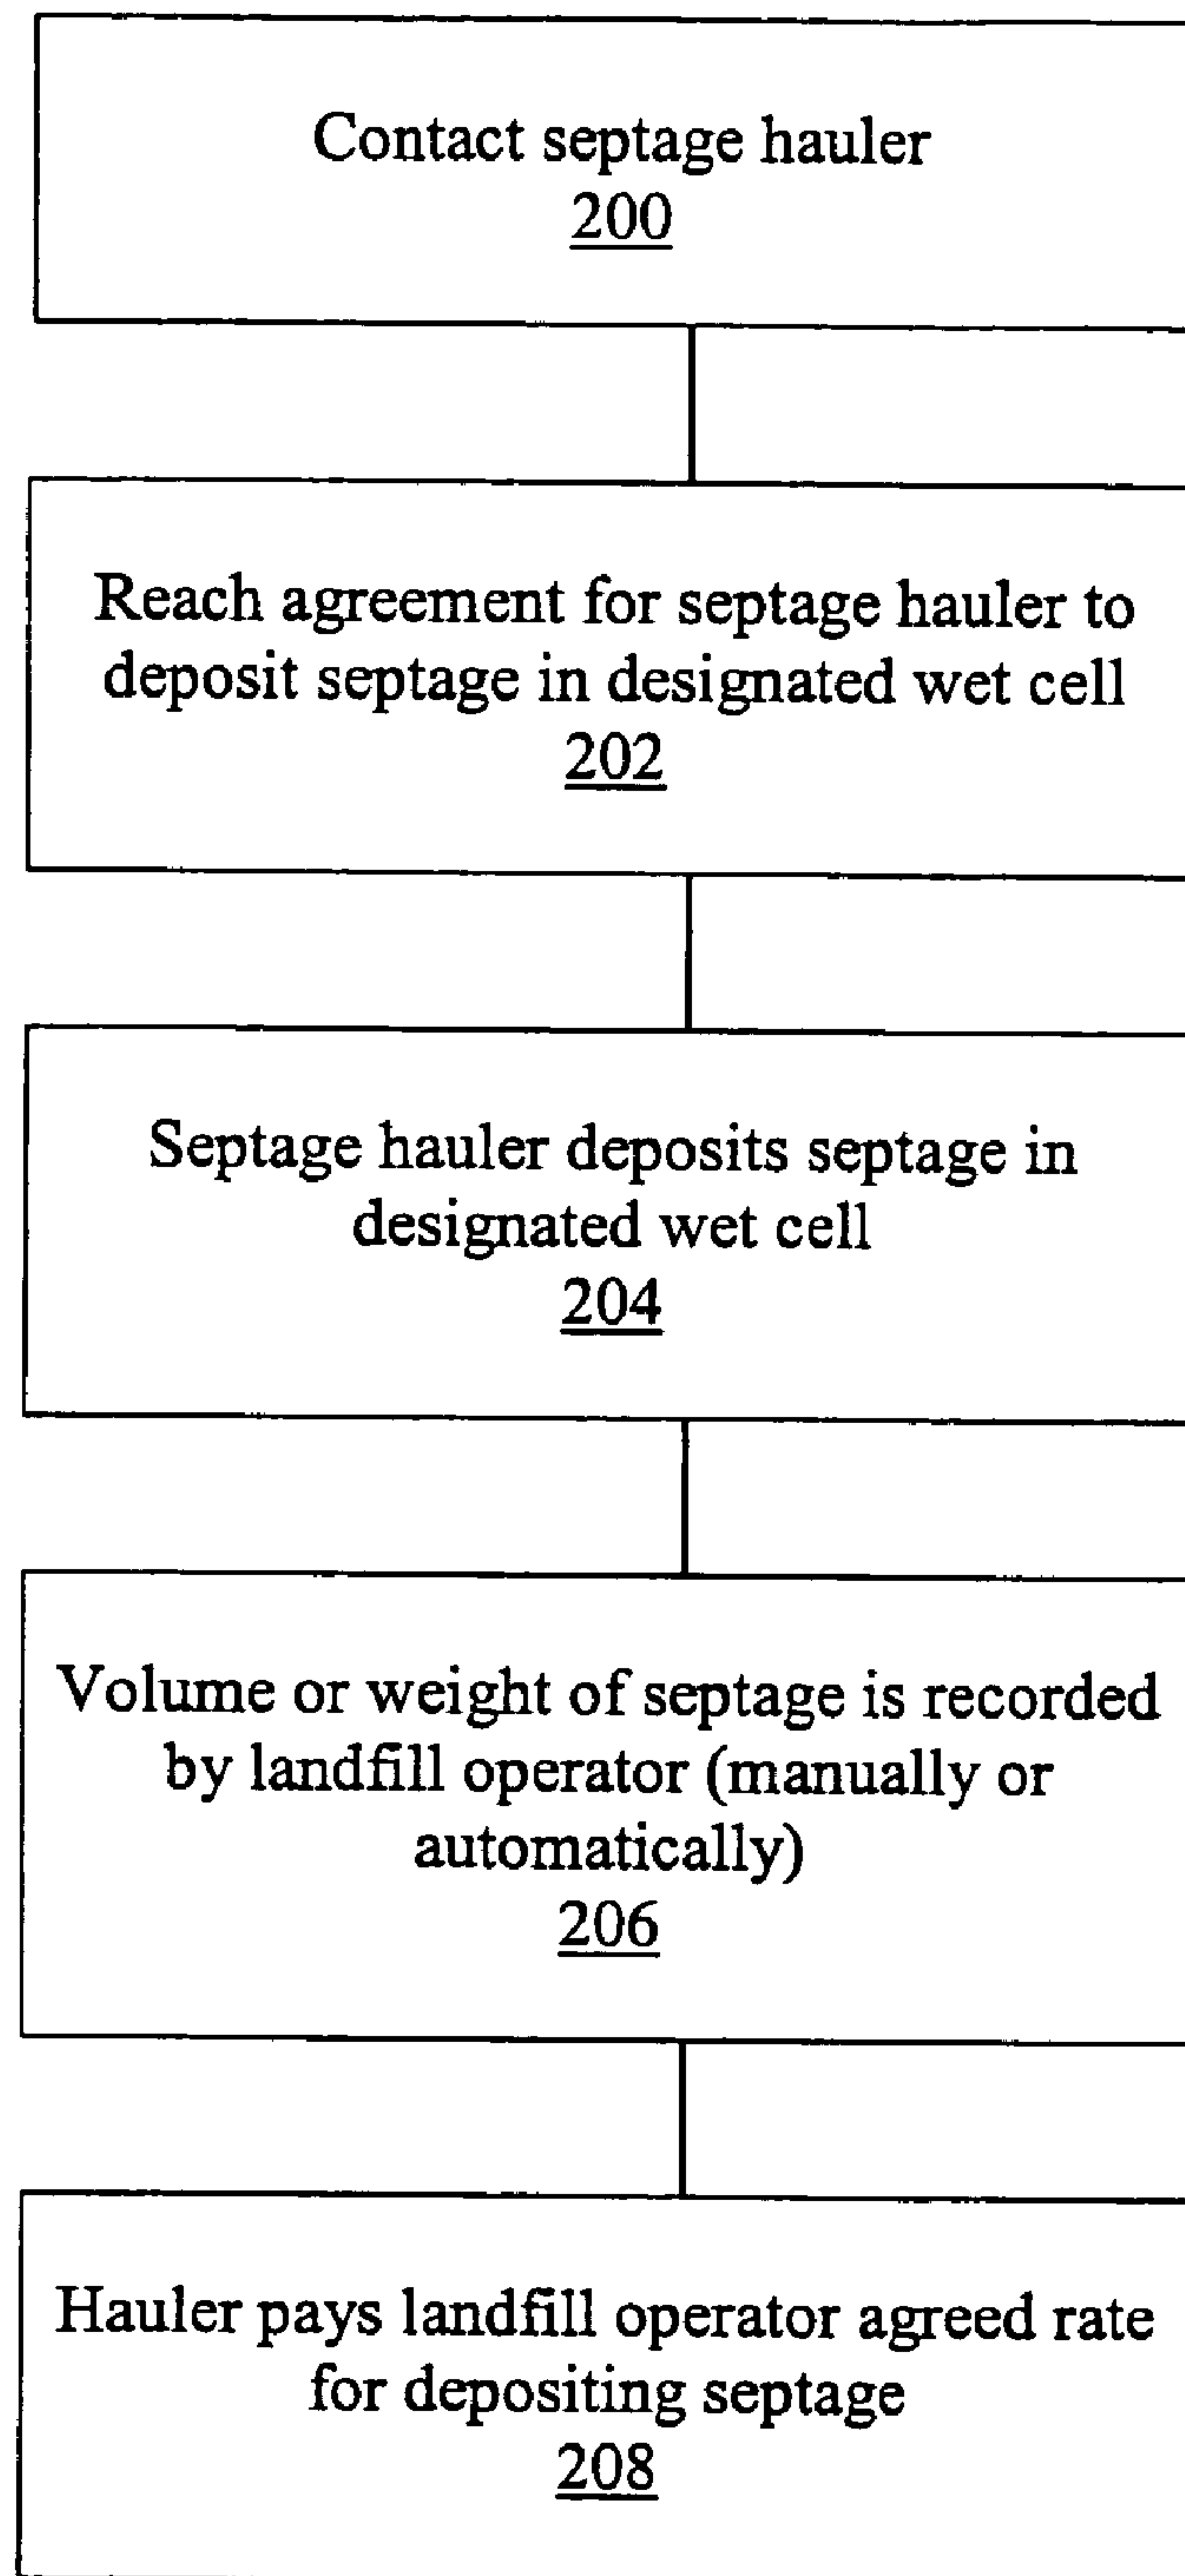 Contact septage hauler
200
Reach agreement for septage hauler to
deposit septage in designated wet cell
202
Septage hauler deposits septage in
designated wet cell
204
Volume or weight of septage is recorded
by landfill operator (manually or
automatically)
206
Hauler pays landfill operator agreed rate
for depositing septage
208